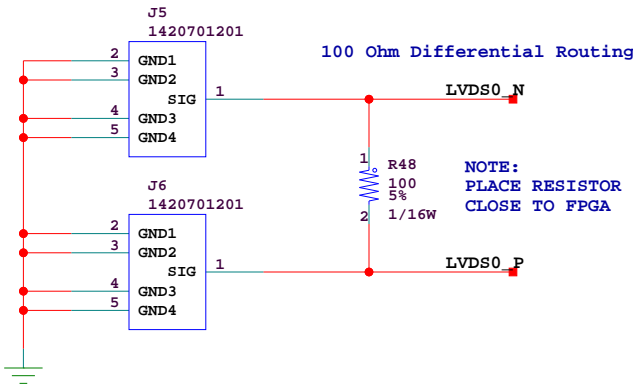 J5
1420701201
100 Ohm Differential Routing
2 GND1
3 GND2
SIG 1
LVDS0_N
4 GND3
5 GND4
1
R48
100
5%
1/16W
2
NOTE:
PLACE RESISTOR
CLOSE TO FPGA
J6
1420701201
2 GND1
3 GND2
SIG 1
LVDS0_P
4 GND3
5 GND4